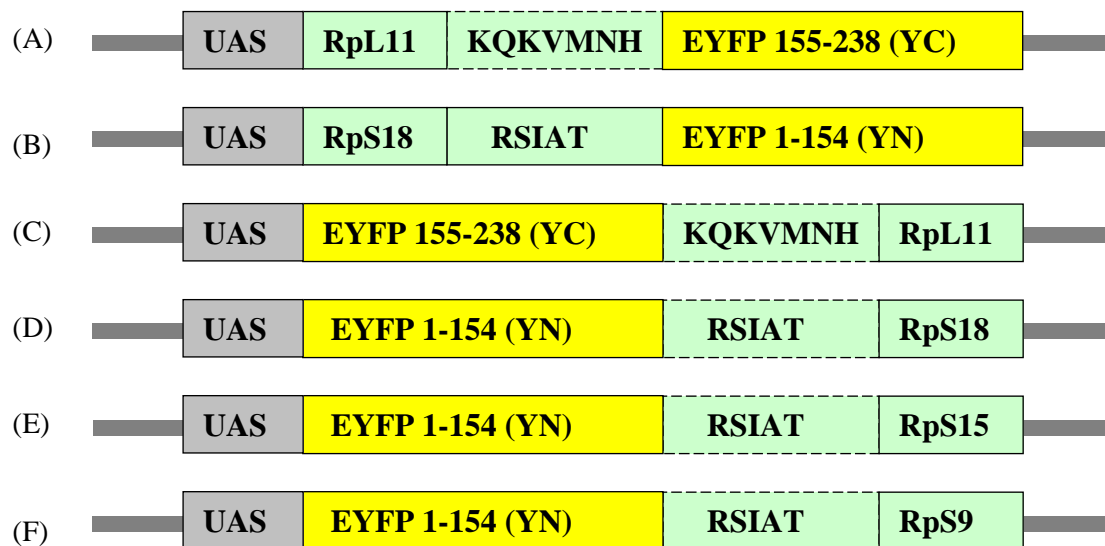 (A) UAS RpL11 KQKVMNH EYFP 155-238 (YC)
(B) UAS RpS18 RSIAT EYFP 1-154 (YN)
(C) UAS EYFP 155-238 (YC) KQKVMNH RpL11
(D) UAS EYFP 1-154 (YN) RSIAT RpS18
(E) UAS EYFP 1-154 (YN) RSIAT RpS15
(F) UAS EYFP 1-154 (YN) RSIAT RpS9